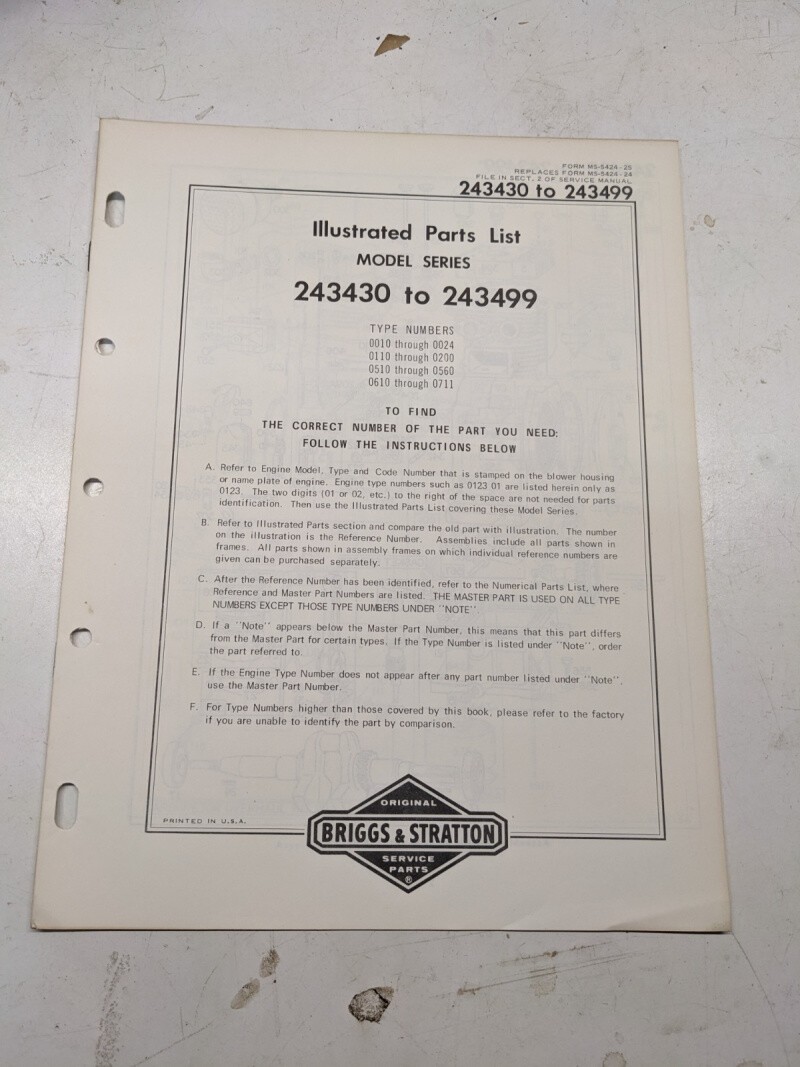 FORM MS-5424-25
REPLACES FORM MS-5424-24
FILE IN SECT. 2 OF SERVICE MANUAL
243430 to 243499
Illustrated Parts List
MODEL SERIES
243430 to 243499
TYPE NUMBERS
0010 through 0024
0110 through 0200
0510 through 0560
0610 through 0711
TO FIND
THE CORRECT NUMBER OF THE PART YOU NEED:
FOLLOW THE INSTRUCTIONS BELOW
A. Refer to Engine Model, Type and Code Number that is stamped on the blower housing
or name plate of engine. Engine type numbers such as 0123 01 are listed herein only as
0123. The two digits (01 or 02, etc.) to the right of the space are not needed for parts
identification. Then use the Illustrated Parts List covering these Model Series.
B. Refer to Illustrated Parts section and compare the old part with illustration. The number
on the illustration is the Reference Number. Assemblies include all parts shown in
frames. All parts shown in assembly frames on which individual reference numbers are
given can be purchased separately.
C. After the Reference Number has been identified, refer to the Numerical Parts List, where
Reference and Master Part Numbers are listed. THE MASTER PART IS USED ON ALL TYPE
NUMBERS EXCEPT THOSE TYPE NUMBERS UNDER "NOTE"
D. If a "Note" appears below the Master Part Number, this means that this part differs
from the Master Part for certain types. If the Type Number is listed under "Note", order
the part referred to.
E. If the Engine Type Number does not appear after any part number listed under "Note",
use the Master Part Number.
F. For Type Numbers higher than those covered by this book, please refer to the factory
if you are unable to identify the part by comparison.
PRINTED IN U.S.A.
ORIGINAL
BRIGGS & STRATTON
SERVICE
PARTS
®